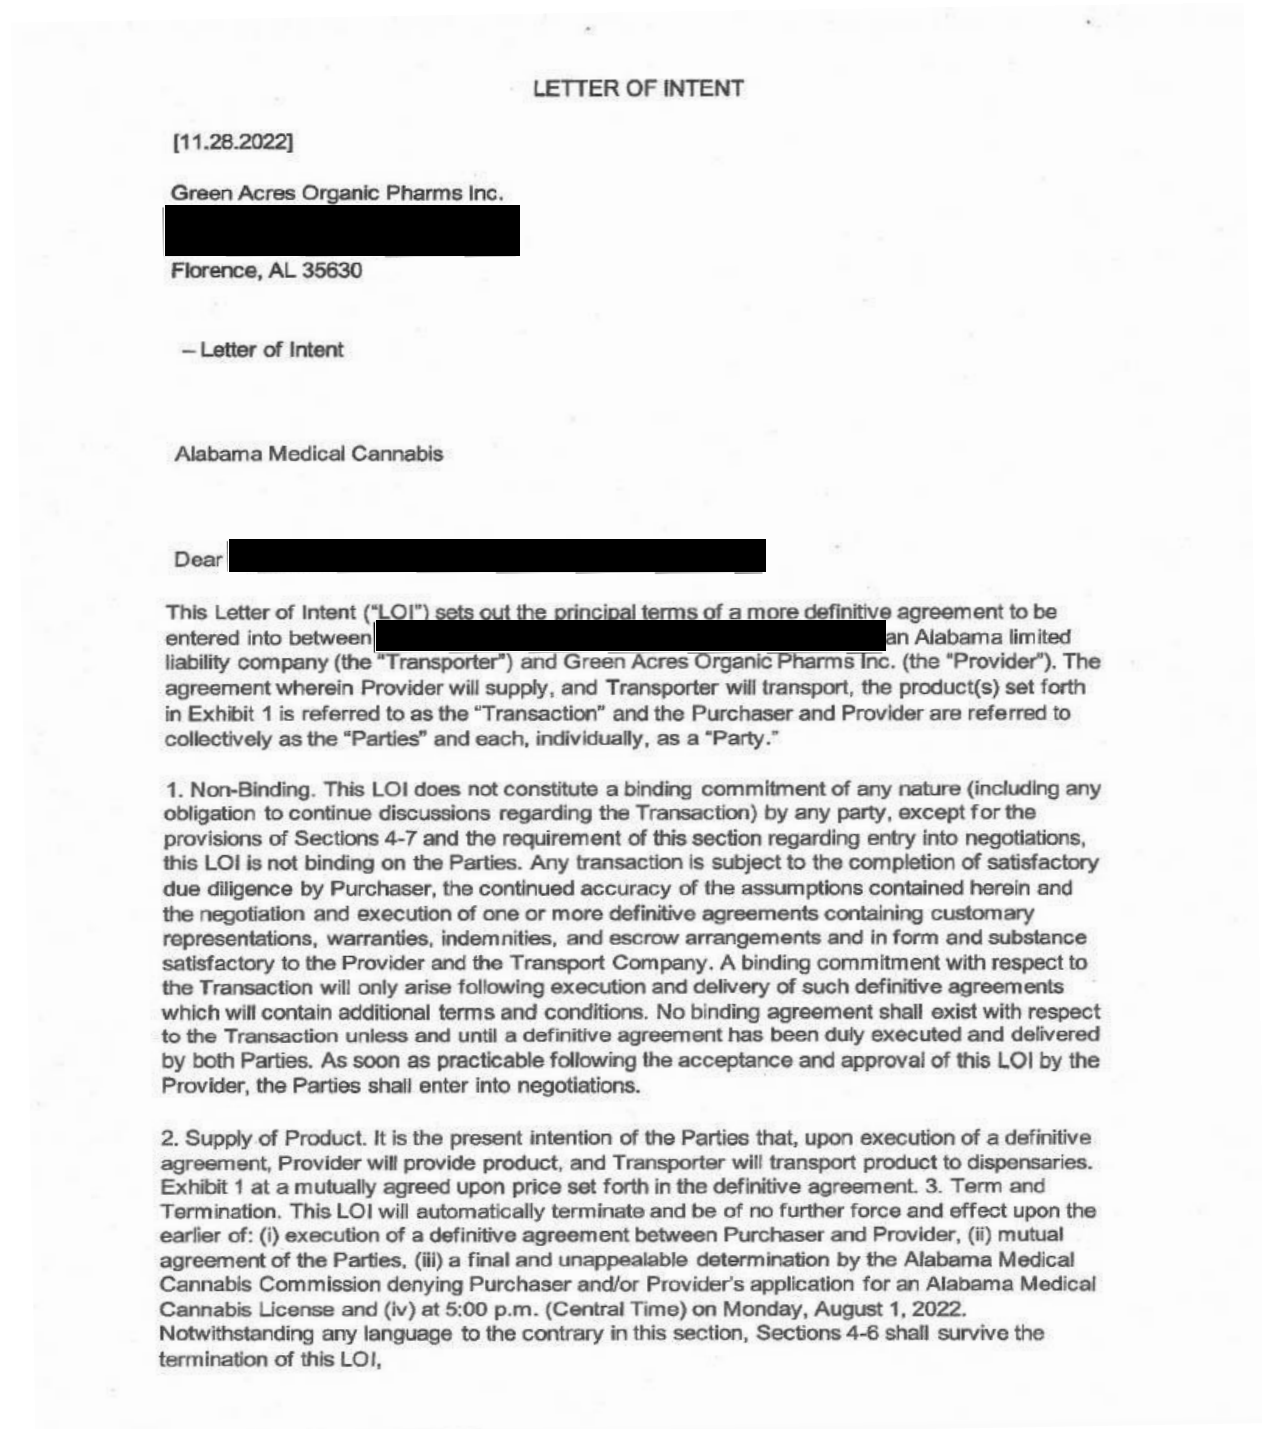 LETTER OF INTENT
[11.28.2022]
Green Acres Organic Pharms Inc.
Florence, AL 35630
– Letter of Intent
Alabama Medical Cannabis
Dear
This Letter of Intent (“LOI”) sets out the principal terms of a more definitive agreement to be
entered into between an Alabama limited
liability company (the “Transporter”) and Green Acres Organic Pharms Inc. (the “Provider”). The
agreement wherein Provider will supply, and Transporter will transport, the product(s) set forth
in Exhibit 1 is referred to as the “Transaction” and the Purchaser and Provider are referred to
collectively as the “Parties” and each, individually, as a “Party.”
1. Non-Binding. This LOI does not constitute a binding commitment of any nature (including any
obligation to continue discussions regarding the Transaction) by any party, except for the
provisions of Sections 4-7 and the requirement of this section regarding entry into negotiations,
this LOI is not binding on the Parties. Any transaction is subject to the completion of satisfactory
due diligence by Purchaser, the continued accuracy of the assumptions contained herein and
the negotiation and execution of one or more definitive agreements containing customary
representations, warranties, indemnities, and escrow arrangements and in form and substance
satisfactory to the Provider and the Transport Company. A binding commitment with respect to
the Transaction will only arise following execution and delivery of such definitive agreements
which will contain additional terms and conditions. No binding agreement shall exist with respect
to the Transaction unless and until a definitive agreement has been duly executed and delivered
by both Parties. As soon as practicable following the acceptance and approval of this LOI by the
Provider, the Parties shall enter into negotiations.
2. Supply of Product. It is the present intention of the Parties that, upon execution of a definitive
agreement, Provider will provide product, and Transporter will transport product to dispensaries.
Exhibit 1 at a mutually agreed upon price set forth in the definitive agreement. 3. Term and
Termination. This LOI will automatically terminate and be of no further force and effect upon the
earlier of: (i) execution of a definitive agreement between Purchaser and Provider, (ii) mutual
agreement of the Parties, (iii) a final and unappealable determination by the Alabama Medical
Cannabis Commission denying Purchaser and/or Provider's application for an Alabama Medical
Cannabis License and (iv) at 5:00 p.m. (Central Time) on Monday, August 1, 2022.
Notwithstanding any language to the contrary in this section, Sections 4-6 shall survive the
termination of this LOI,